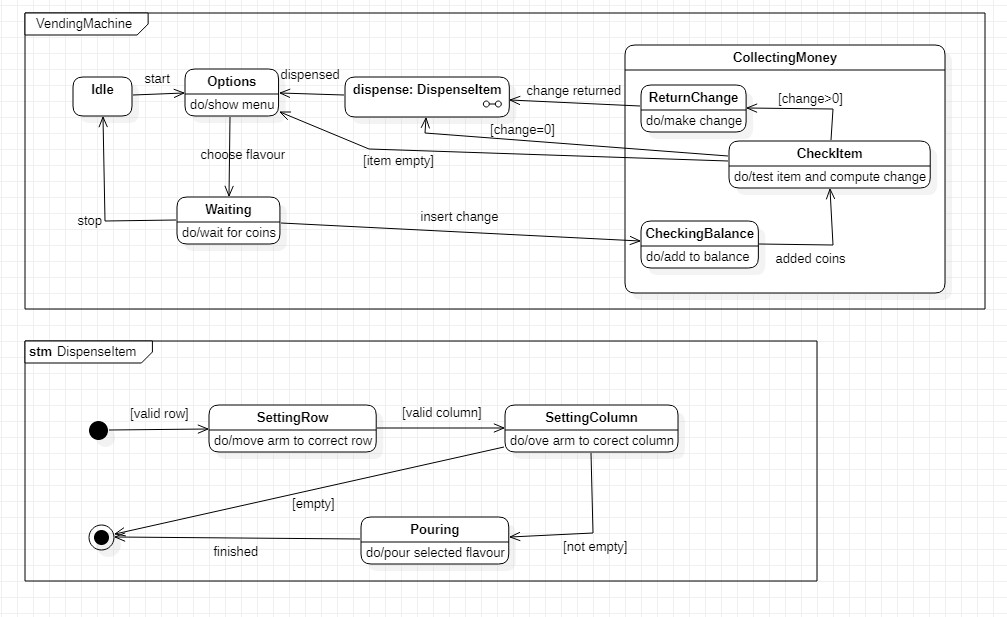 VendingMachine
CollectingMoney
Idle
start
Options
do/show menu
dispensed
dispense: DispenseItem
change returned
ReturnChange
do/make change
[change>0]
[change=0]
[item empty]
CheckItem
do/test item and compute change
choose flavour
stop
Waiting
do/wait for coins
insert change
CheckingBalance
do/add to balance
added coins
stm DispenseItem
[valid row]
SettingRow
do/move arm to correct row
[valid column]
SettingColumn
do/ove arm to corect column
[empty]
Pouring
do/pour selected flavour
finished
[not empty]